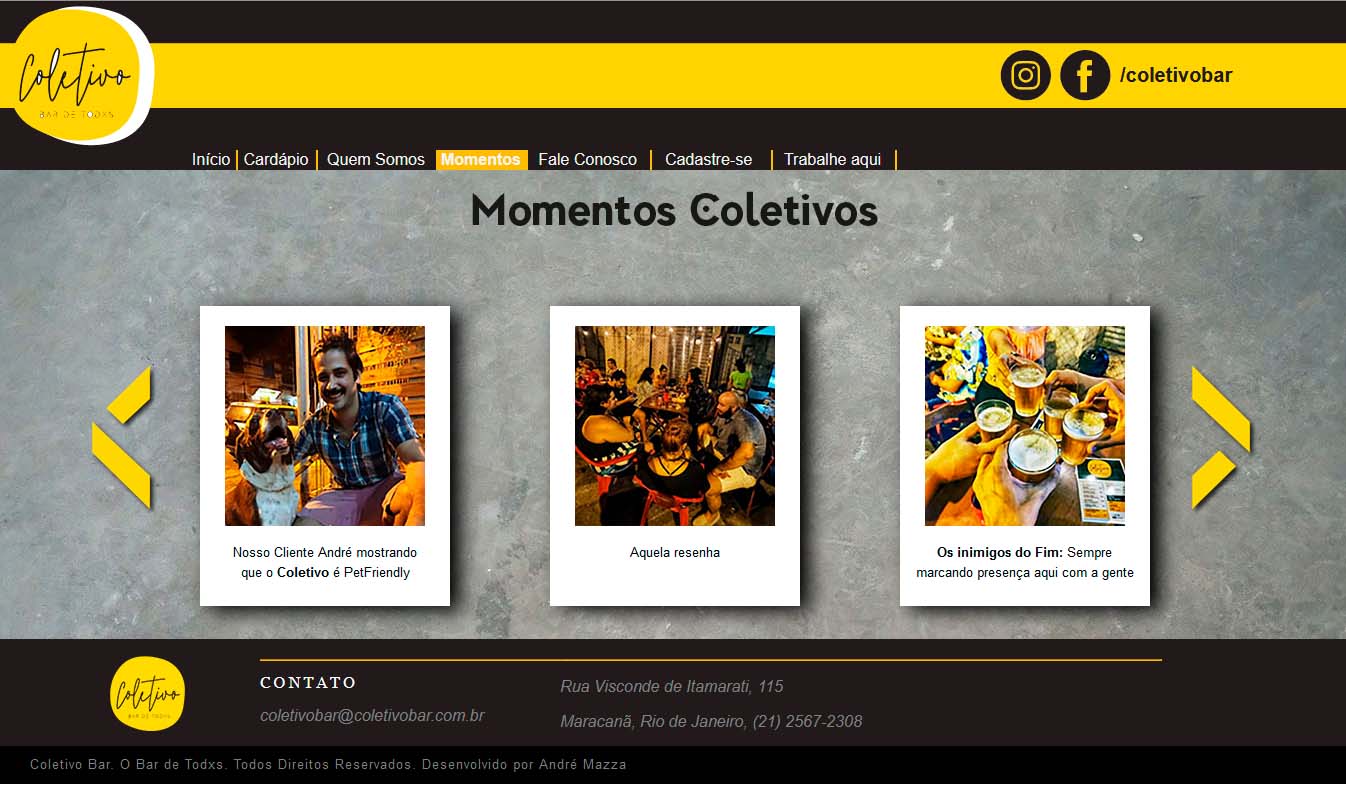 Coletivo
BAR DE TODXS
/coletivobar
Início Cardápio Quem Somos Momentos Fale Conosco Cadastre-se Trabalhe aqui
Momentos Coletivos
Nosso Cliente André mostrando
que o Coletivo é PetFriendly
Aquela resenha
Os inimigos do Fim: Sempre
marcando presença aqui com a gente
Coletivo
BAR DE TODXS
CONTATO
coletivobar@coletivobar.com.br
Rua Visconde de Itamarati, 115
Maracanã, Rio de Janeiro, (21) 2567-2308
Coletivo Bar. O Bar de Todxs. Todos Direitos Reservados. Desenvolvido por André Mazza